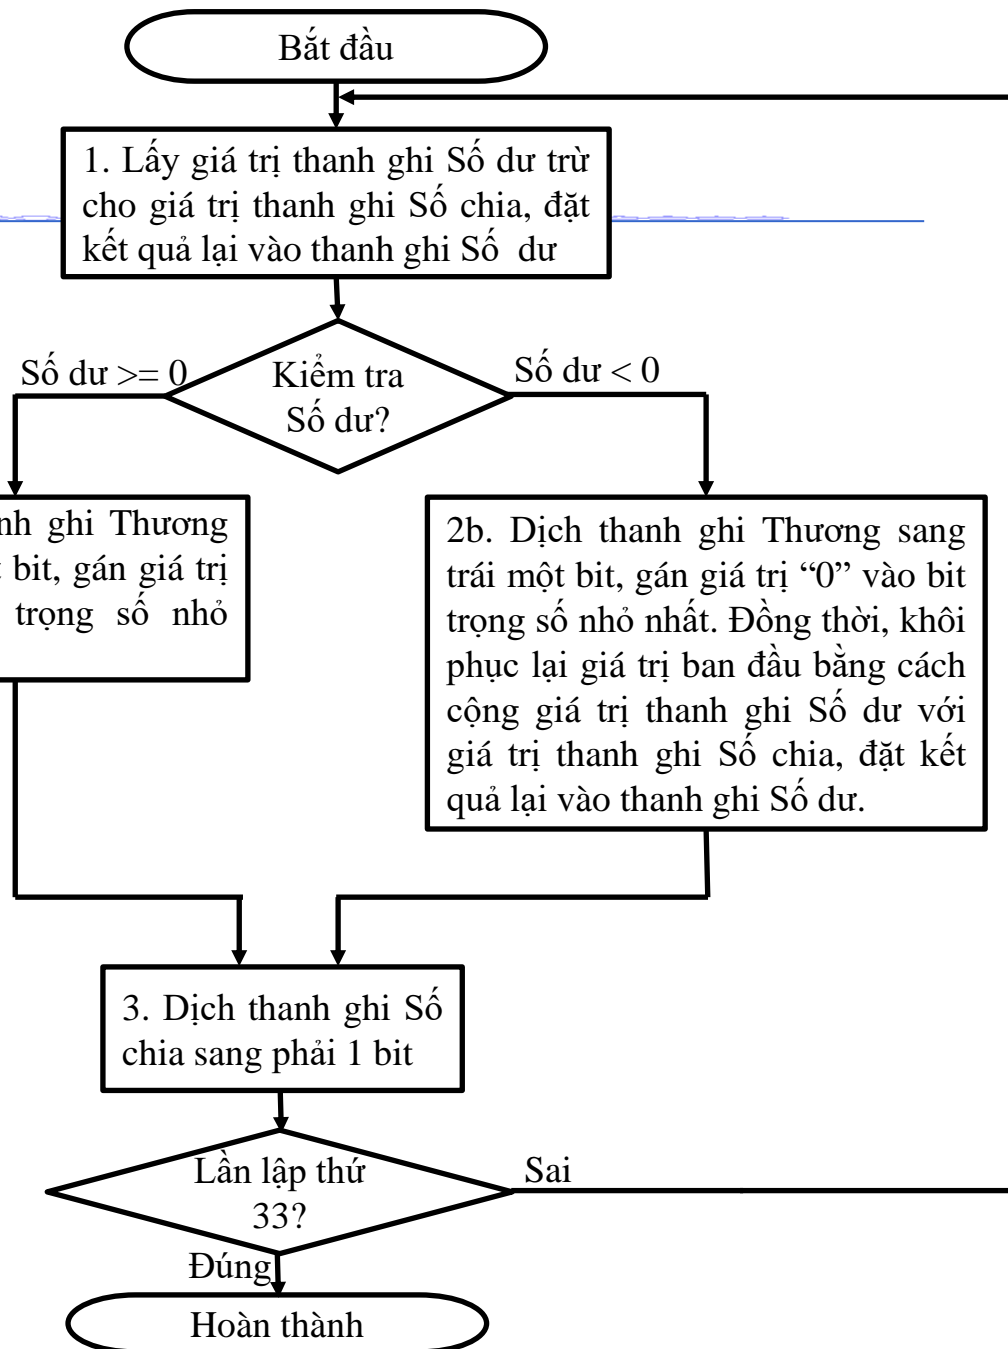 Bắt đầu
1. Lấy giá trị thanh ghi Số dư trừ
cho giá trị thanh ghi Số chia, đặt
kết quả lại vào thanh ghi Số dư
Kiểm tra
Số dư?
Số dư >= 0
Số dư < 0
ghi Thương
bit, gán giá trị
trọng số nhỏ
2b. Dịch thanh ghi Thương sang
trái một bit, gán giá trị “0” vào bit
trọng số nhỏ nhất. Đồng thời, khôi
phục lại giá trị ban đầu bằng cách
cộng giá trị thanh ghi Số dư với
giá trị thanh ghi Số chia, đặt kết
quả lại vào thanh ghi Số dư.
3. Dịch thanh ghi Số
chia sang phải 1 bit
Lần lập thứ
33?
Sai
Đúng
Hoàn thành